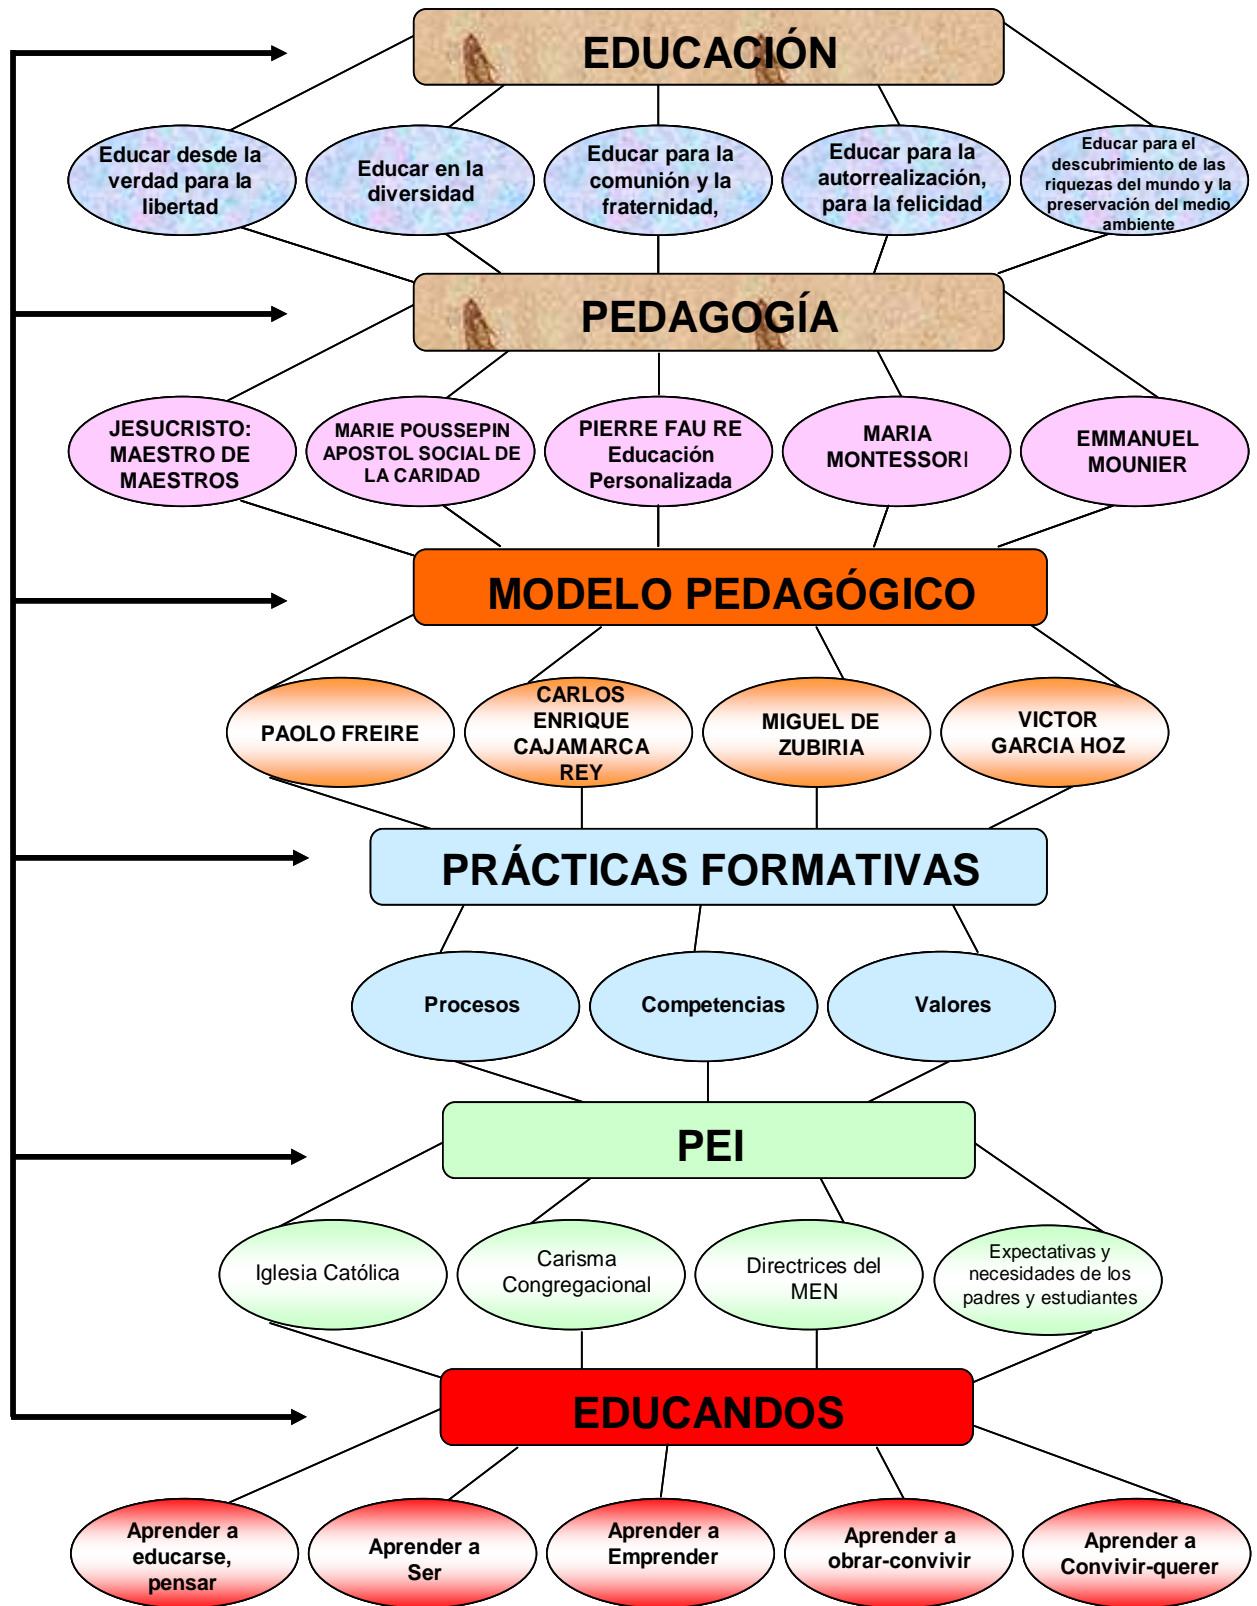 EDUCACIÓN
Educar desde la
verdad para la
libertad
Educar en la
diversidad
Educar para la
comunión y la
fraternidad,
Educar para la
autorrealización,
para la felicidad
Educar para el
descubrimiento de las
riquezas del mundo y la
preservación del medio
ambiente
PEDAGOGÍA
JESUCRISTO:
MAESTRO DE
MAESTROS
MARIE POUSSEPIN
APOSTOL SOCIAL DE
LA CARIDAD
PIERRE FAU RE
Educación
Personalizada
MARIA
MONTESSORI
EMMANUEL
MOUNIER
MODELO PEDAGÓGICO
PAOLO FREIRE
CARLOS
ENRIQUE
CAJAMARCA
REY
MIGUEL DE
ZUBIRIA
VICTOR
GARCIA HOZ
PRÁCTICAS FORMATIVAS
Procesos
Competencias
Valores
PEI
Iglesia Católica
Carisma
Congregacional
Directrices del
MEN
Expectativas y
necesidades de los
padres y estudiantes
EDUCANDOS
Aprender a
educarse,
pensar
Aprender a
Ser
Aprender a
Emprender
Aprender a
obrar-convivir
Aprender a
Convivir-querer